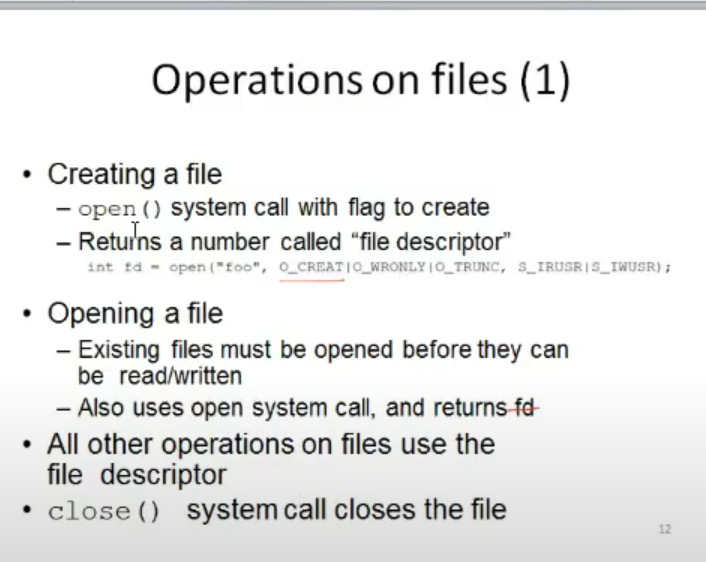 Operations on files (1)
• Creating a file
– open() system call with flag to create
– Returns a number called “file descriptor”
int fd = open("foo", O_CREAT|O_WRONLY|O_TRUNC, S_IRUSR|S_IWUSR);
• Opening a file
– Existing files must be opened before they can
be read/written
– Also uses open system call, and returns fd
• All other operations on files use the
file descriptor
• close() system call closes the file
12